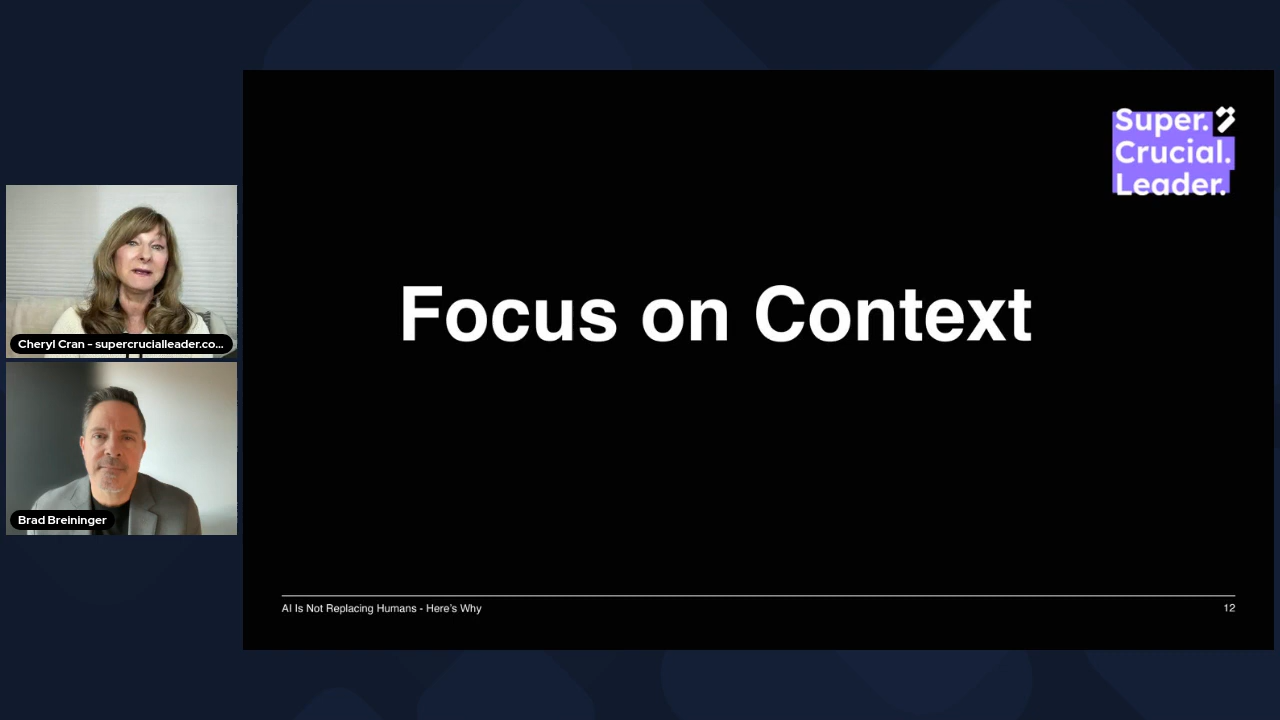 Super.
Crucial.
Leader.
Focus on Context
Cheryl Cran - supercrucialleader.co...
Brad Breininger
AI Is Not Replacing Humans - Here's Why
12